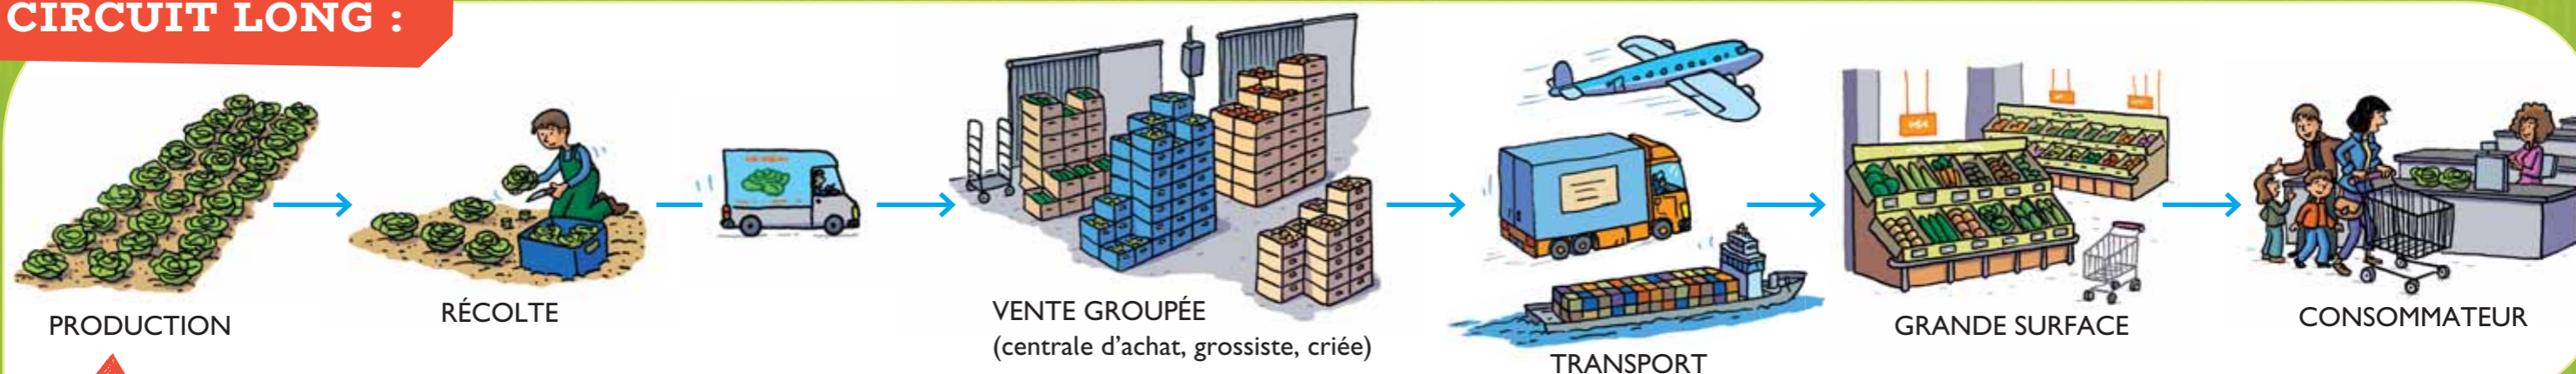 CIRCUIT LONG :
PRODUCTION
RÉCOLTE
VENTE GROUPÉE
(centrale d'achat, grossiste, criée)
TRANSPORT
GRANDE SURFACE
CONSOMMATEUR